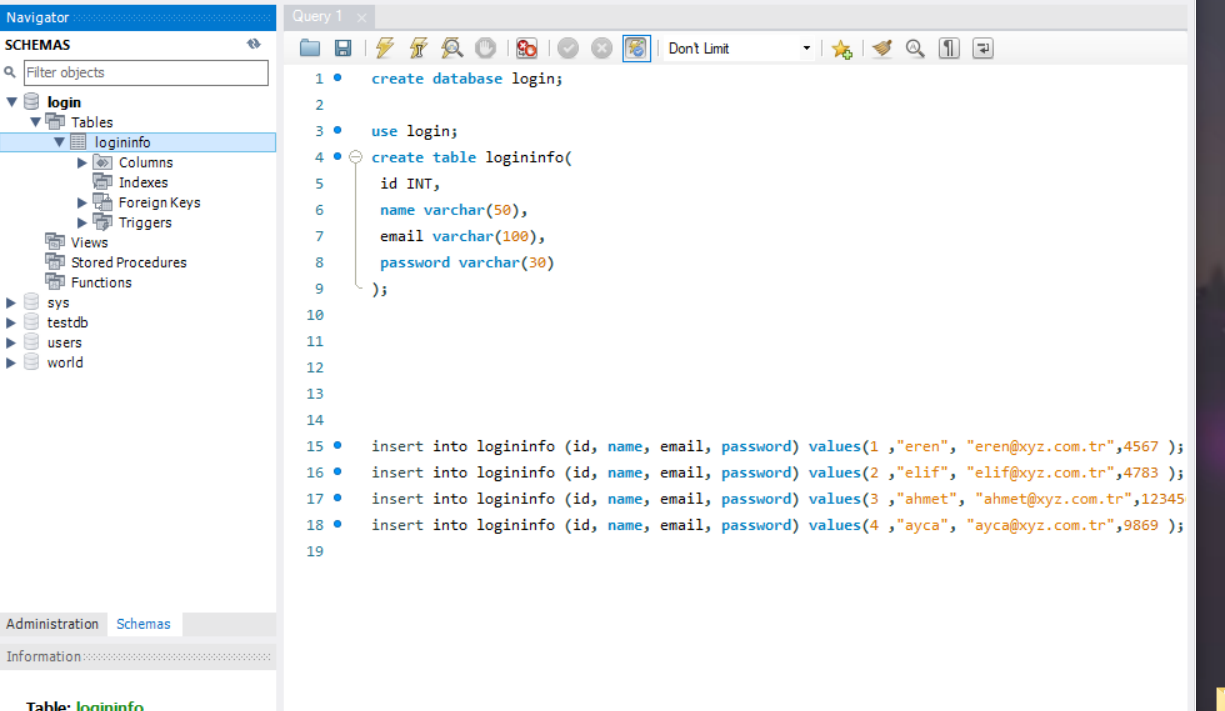 Navigator
SCHEMAS
Filter objects
login
Tables
logininfo
Columns
Indexes
Foreign Keys
Triggers
Views
Stored Procedures
Functions
sys
testdb
users
world
Administration Schemas
Information
Table: logininfo
Query 1
Don't Limit
1 create database login;
2
3 use login;
4 create table logininfo(
5 id INT,
6 name varchar(50),
7 email varchar(100),
8 password varchar(30)
9 );
10
11
12
13
14
15 insert into logininfo (id, name, email, password) values(1 ,"eren", "eren@xyz.com.tr",4567 );
16 insert into logininfo (id, name, email, password) values(2 ,"elif", "elif@xyz.com.tr",4783 );
17 insert into logininfo (id, name, email, password) values(3 ,"ahmet", "ahmet@xyz.com.tr",12345
18 insert into logininfo (id, name, email, password) values(4 ,"ayca", "ayca@xyz.com.tr",9869 );
19